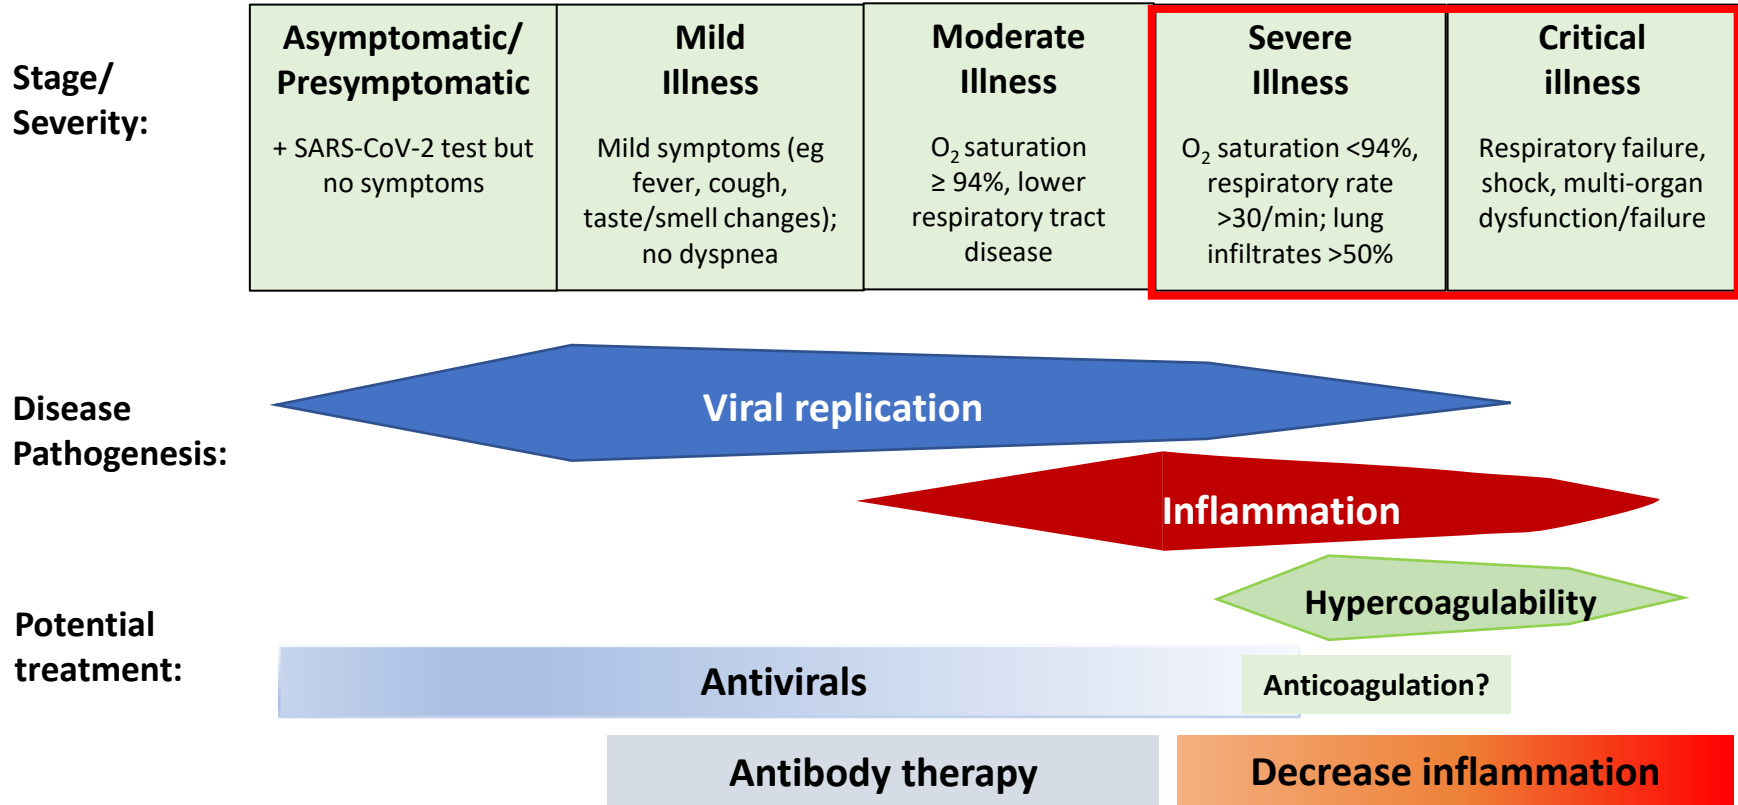 Stage/
Severity:
Asymptomatic/
Presymptomatic
+ SARS-CoV-2 test but
no symptoms
Mild
Illness
Mild symptoms (eg
fever, cough,
taste/smell changes);
no dyspnea
Moderate
Illness
O₂ saturation
≥ 94%, lower
respiratory tract
disease
Severe
Illness
O₂ saturation <94%,
respiratory rate
>30/min; lung
infiltrates >50%
Critical
illness
Respiratory failure,
shock, multi-organ
dysfunction/failure
Disease
Pathogenesis:
Viral replication
Inflammation
Hypercoagulability
Potential
treatment:
Antivirals
Anticoagulation?
Antibody therapy
Decrease inflammation